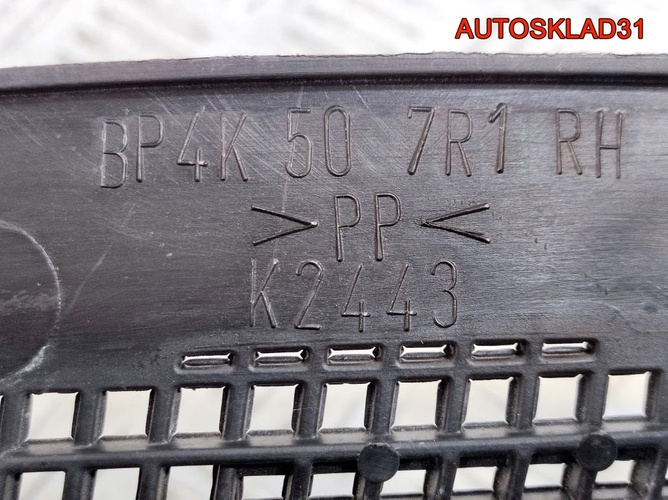 AUTOSKLAD31
BP4K 50 7R1 RH
>PP<
K2443